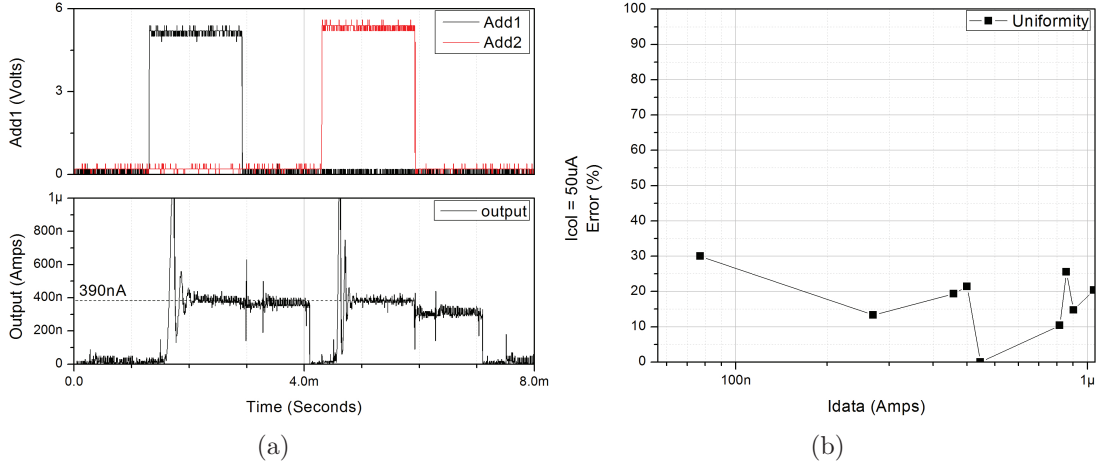 6
3
0
Add1 (Volts)
Add1
Add2
1µ
800n
600n
400n
200n
0
Output (Amps)
output
390nA
0.0
4.0m
8.0m
Time (Seconds)
(a)
100
90
80
70
60
50
40
30
20
10
0
Icol = 50uA
Error (%)
Uniformity
100n
1µ
Idata (Amps)
(b)